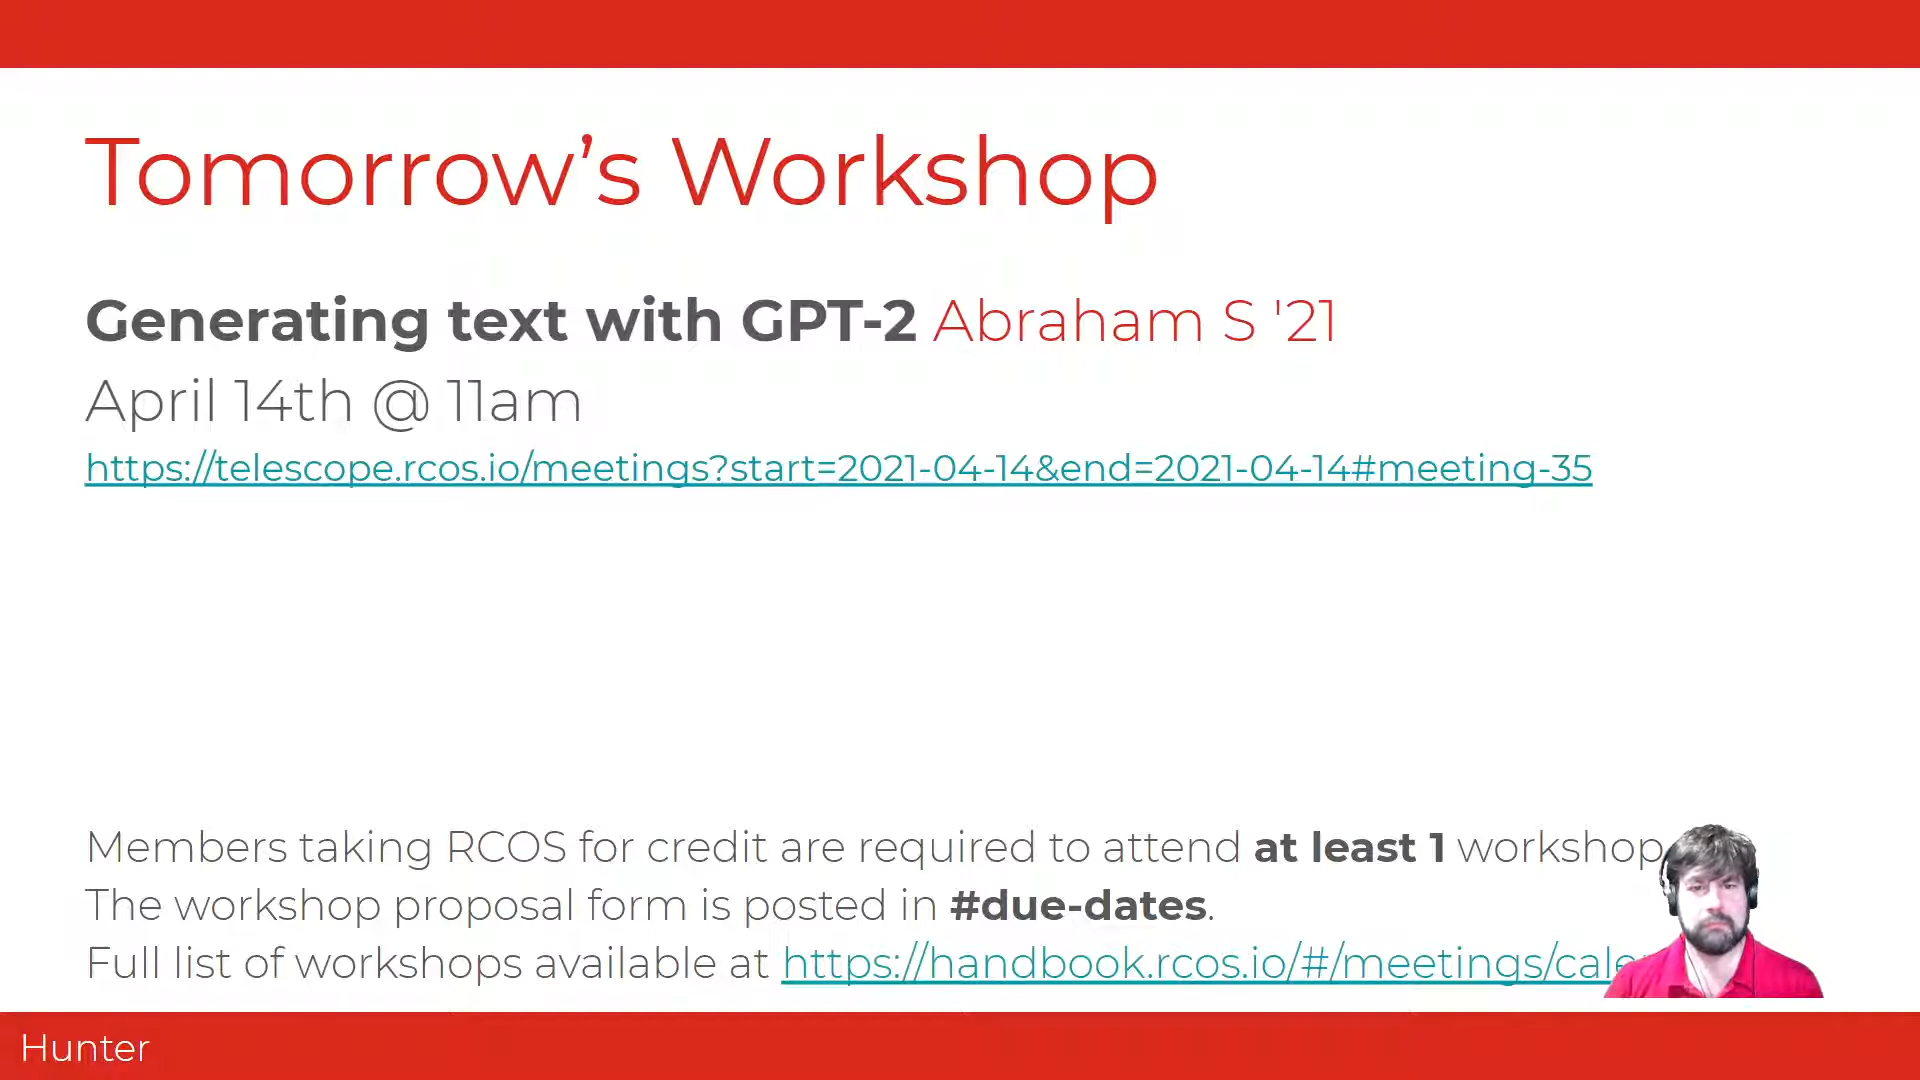 Tomorrow’s Workshop
Generating text with GPT-2 Abraham S '21
April 14th @ 11am
https://telescope.rcos.io/meetings?start=2021-04-14&end=2021-04-14#meeting-35
Members taking RCOS for credit are required to attend at least 1 workshop
The workshop proposal form is posted in #due-dates.
Full list of workshops available at https://handbook.rcos.io/#/meetings/cale
Hunter